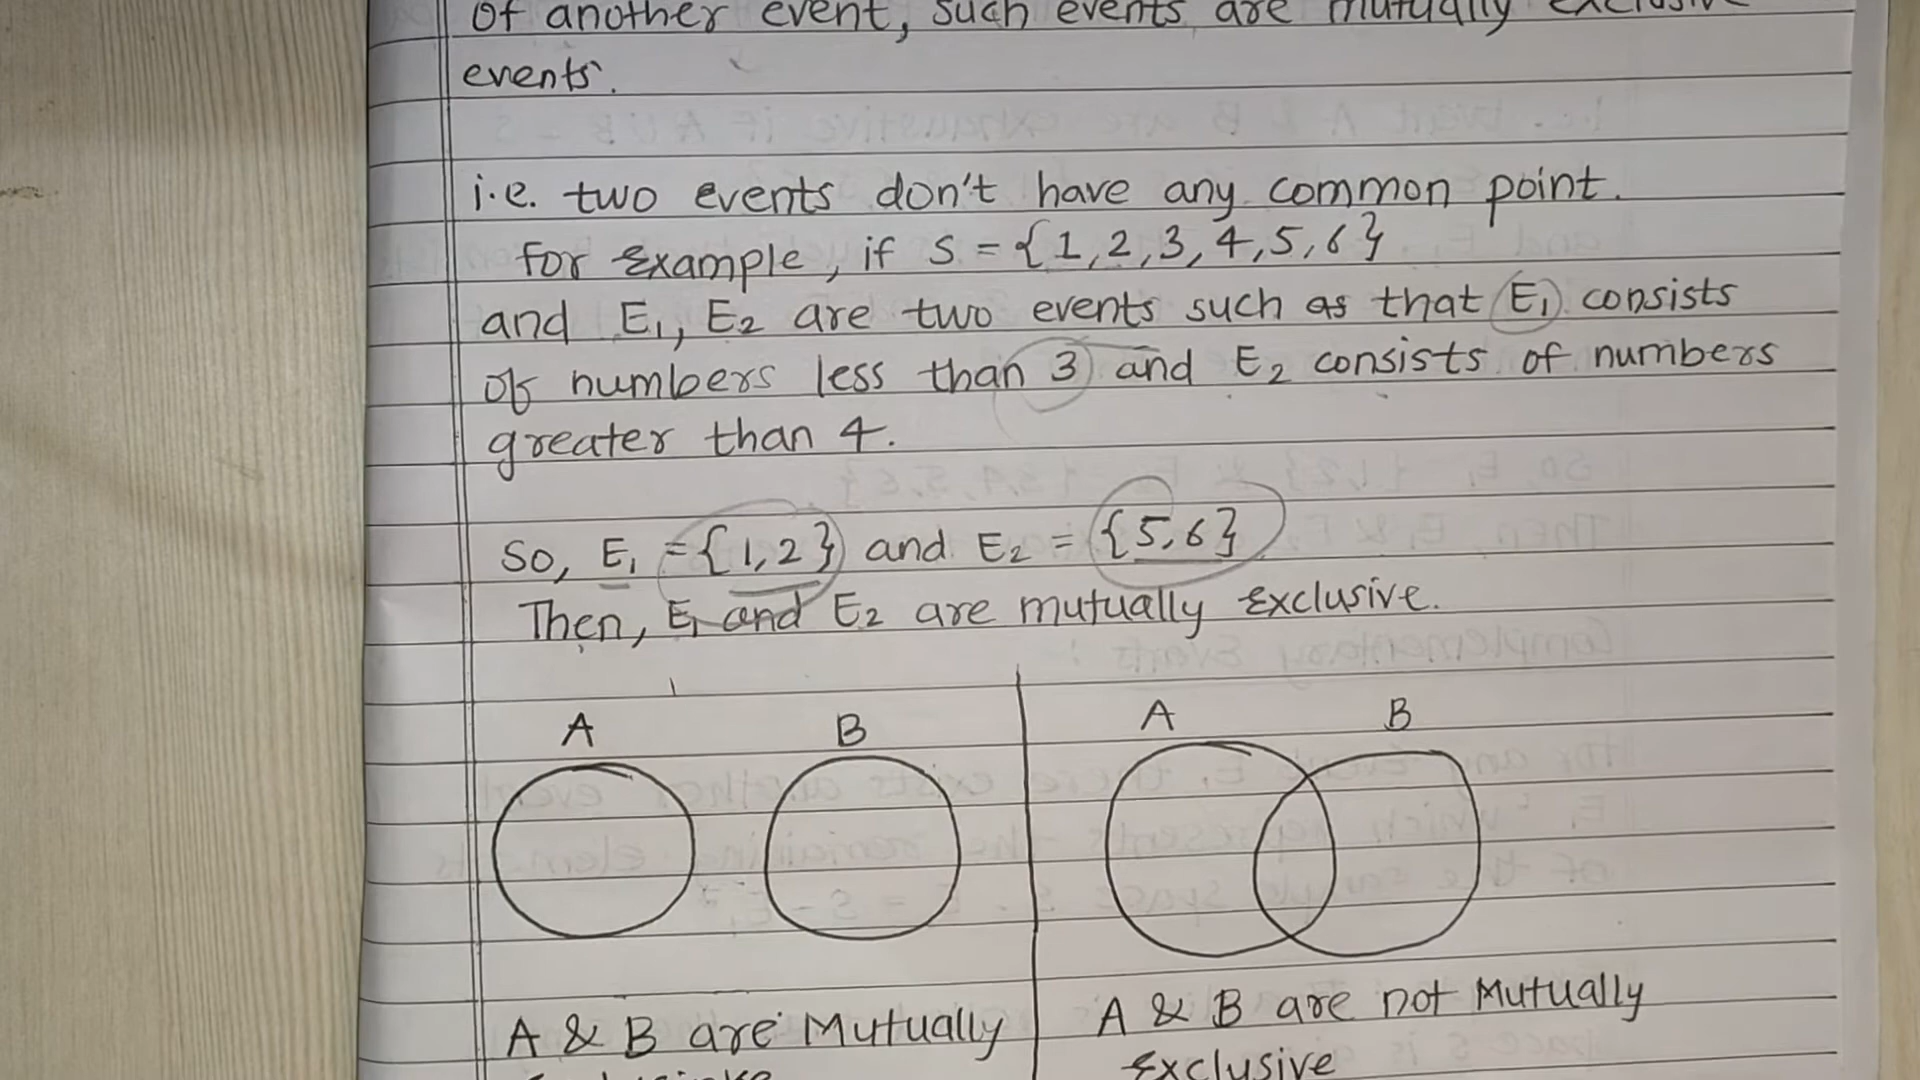 of another event, such events are mutually exclusive
events.
i.e. two events don't have any common point.
for Example, if S = {1,2,3,4,5,6}
and E₁, E₂ are two events such as that E₁ consists
of numbers less than 3 and E₂ consists of numbers
greater than 4.
So, E₁ = {1,2} and E₂ = {5,6}
Then, E₁ and E₂ are mutually Exclusive.
A B A B
A & B are Mutually
A & B are not Mutually
Exclusive